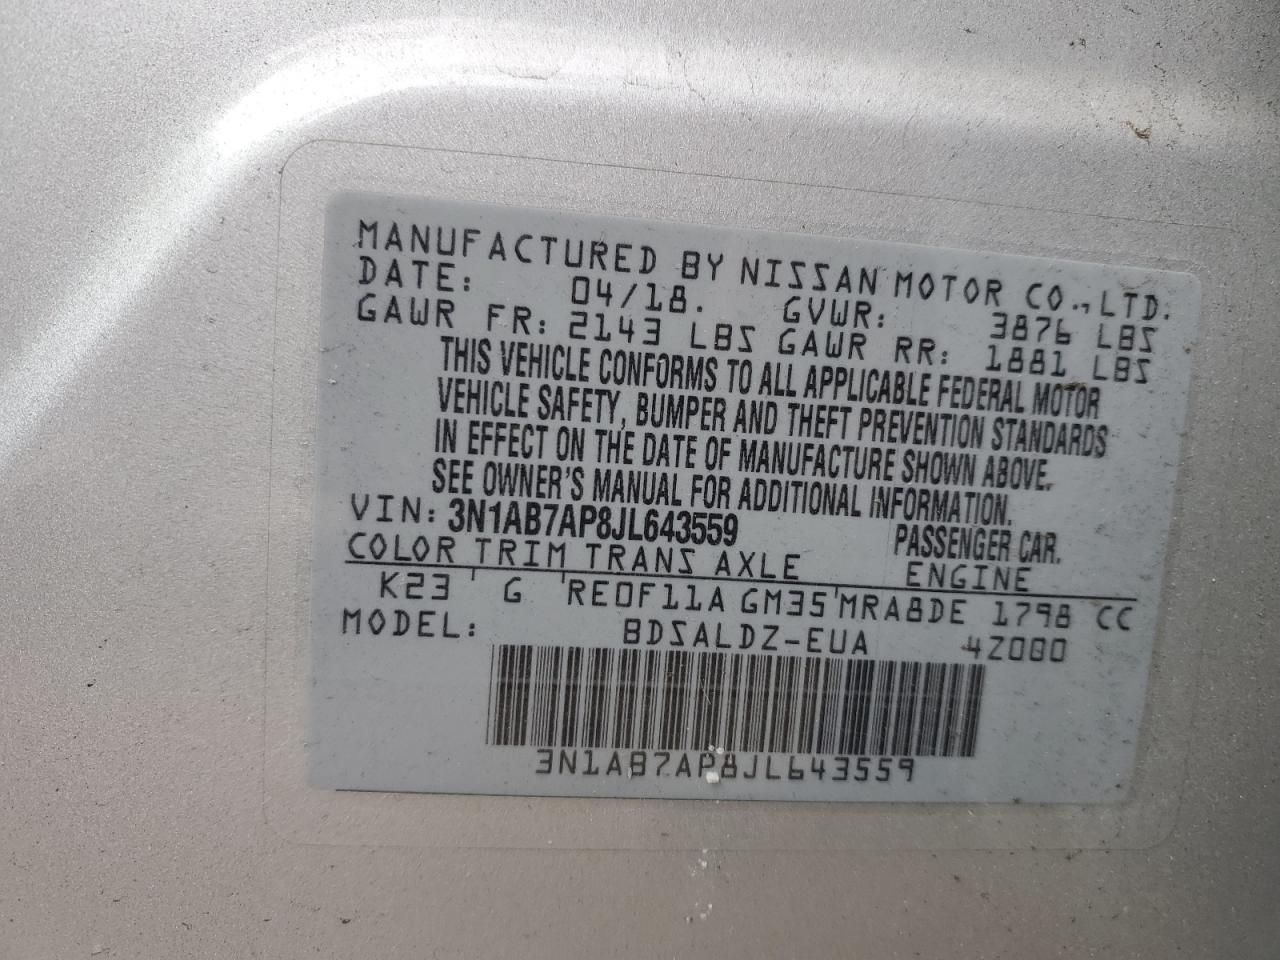 MANUFACTURED BY NISSAN MOTOR CO.,LTD.
DATE: 04/18. GVWR: 3876 LBS
GAWR FR: 2143 LBS GAWR RR: 1881 LBS
THIS VEHICLE CONFORMS TO ALL APPLICABLE FEDERAL MOTOR
VEHICLE SAFETY, BUMPER AND THEFT PREVENTION STANDARDS
IN EFFECT ON THE DATE OF MANUFACTURE SHOWN ABOVE.
SEE OWNER'S MANUAL FOR ADDITIONAL INFORMATION.
VIN: 3N1AB7AP8JL643559 PASSENGER CAR.
COLOR TRIM TRANS AXLE ENGINE
K23 G RE0F11A GM35 MRA8DE 1798 CC
MODEL: BDSALDZ-EUA 4Z000
3N1AB7AP8JL643559